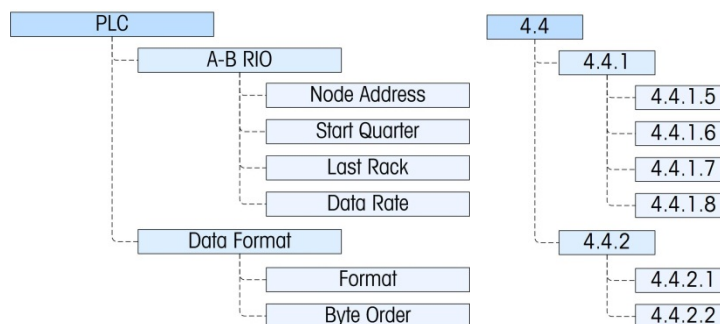 PLC 4.4
A-B RIO 4.4.1
Node Address 4.4.1.5
Start Quarter 4.4.1.6
Last Rack 4.4.1.7
Data Rate 4.4.1.8
Data Format 4.4.2
Format 4.4.2.1
Byte Order 4.4.2.2